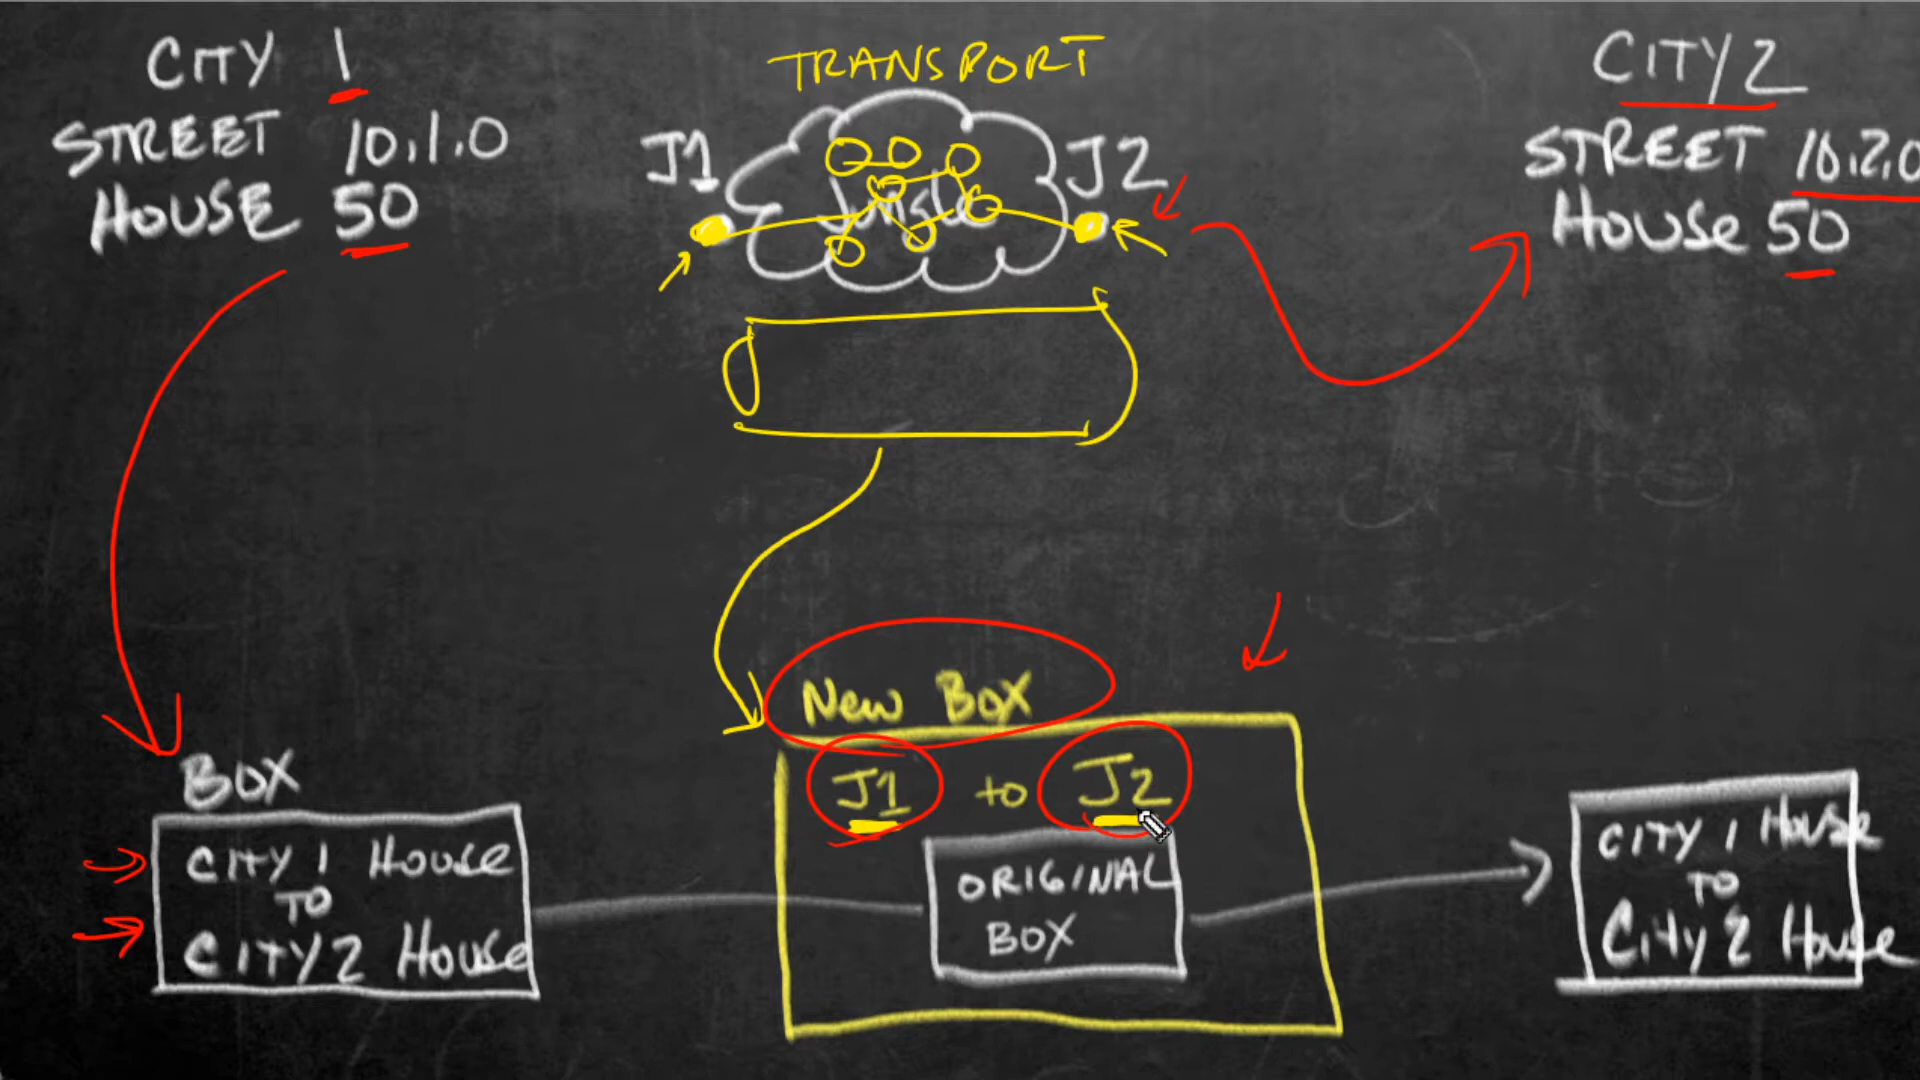 CITY 1
STREET 10.1.0
HOUSE 50
TRANSPORT
J1
Jungle
J2
CITY 2
STREET 10.2.0
House 50
New Box
J1 to J2
ORIGINAL
BOX
BOX
CITY 1 House
TO
CITY 2 House
CITY 1 House
TO
City 2 House